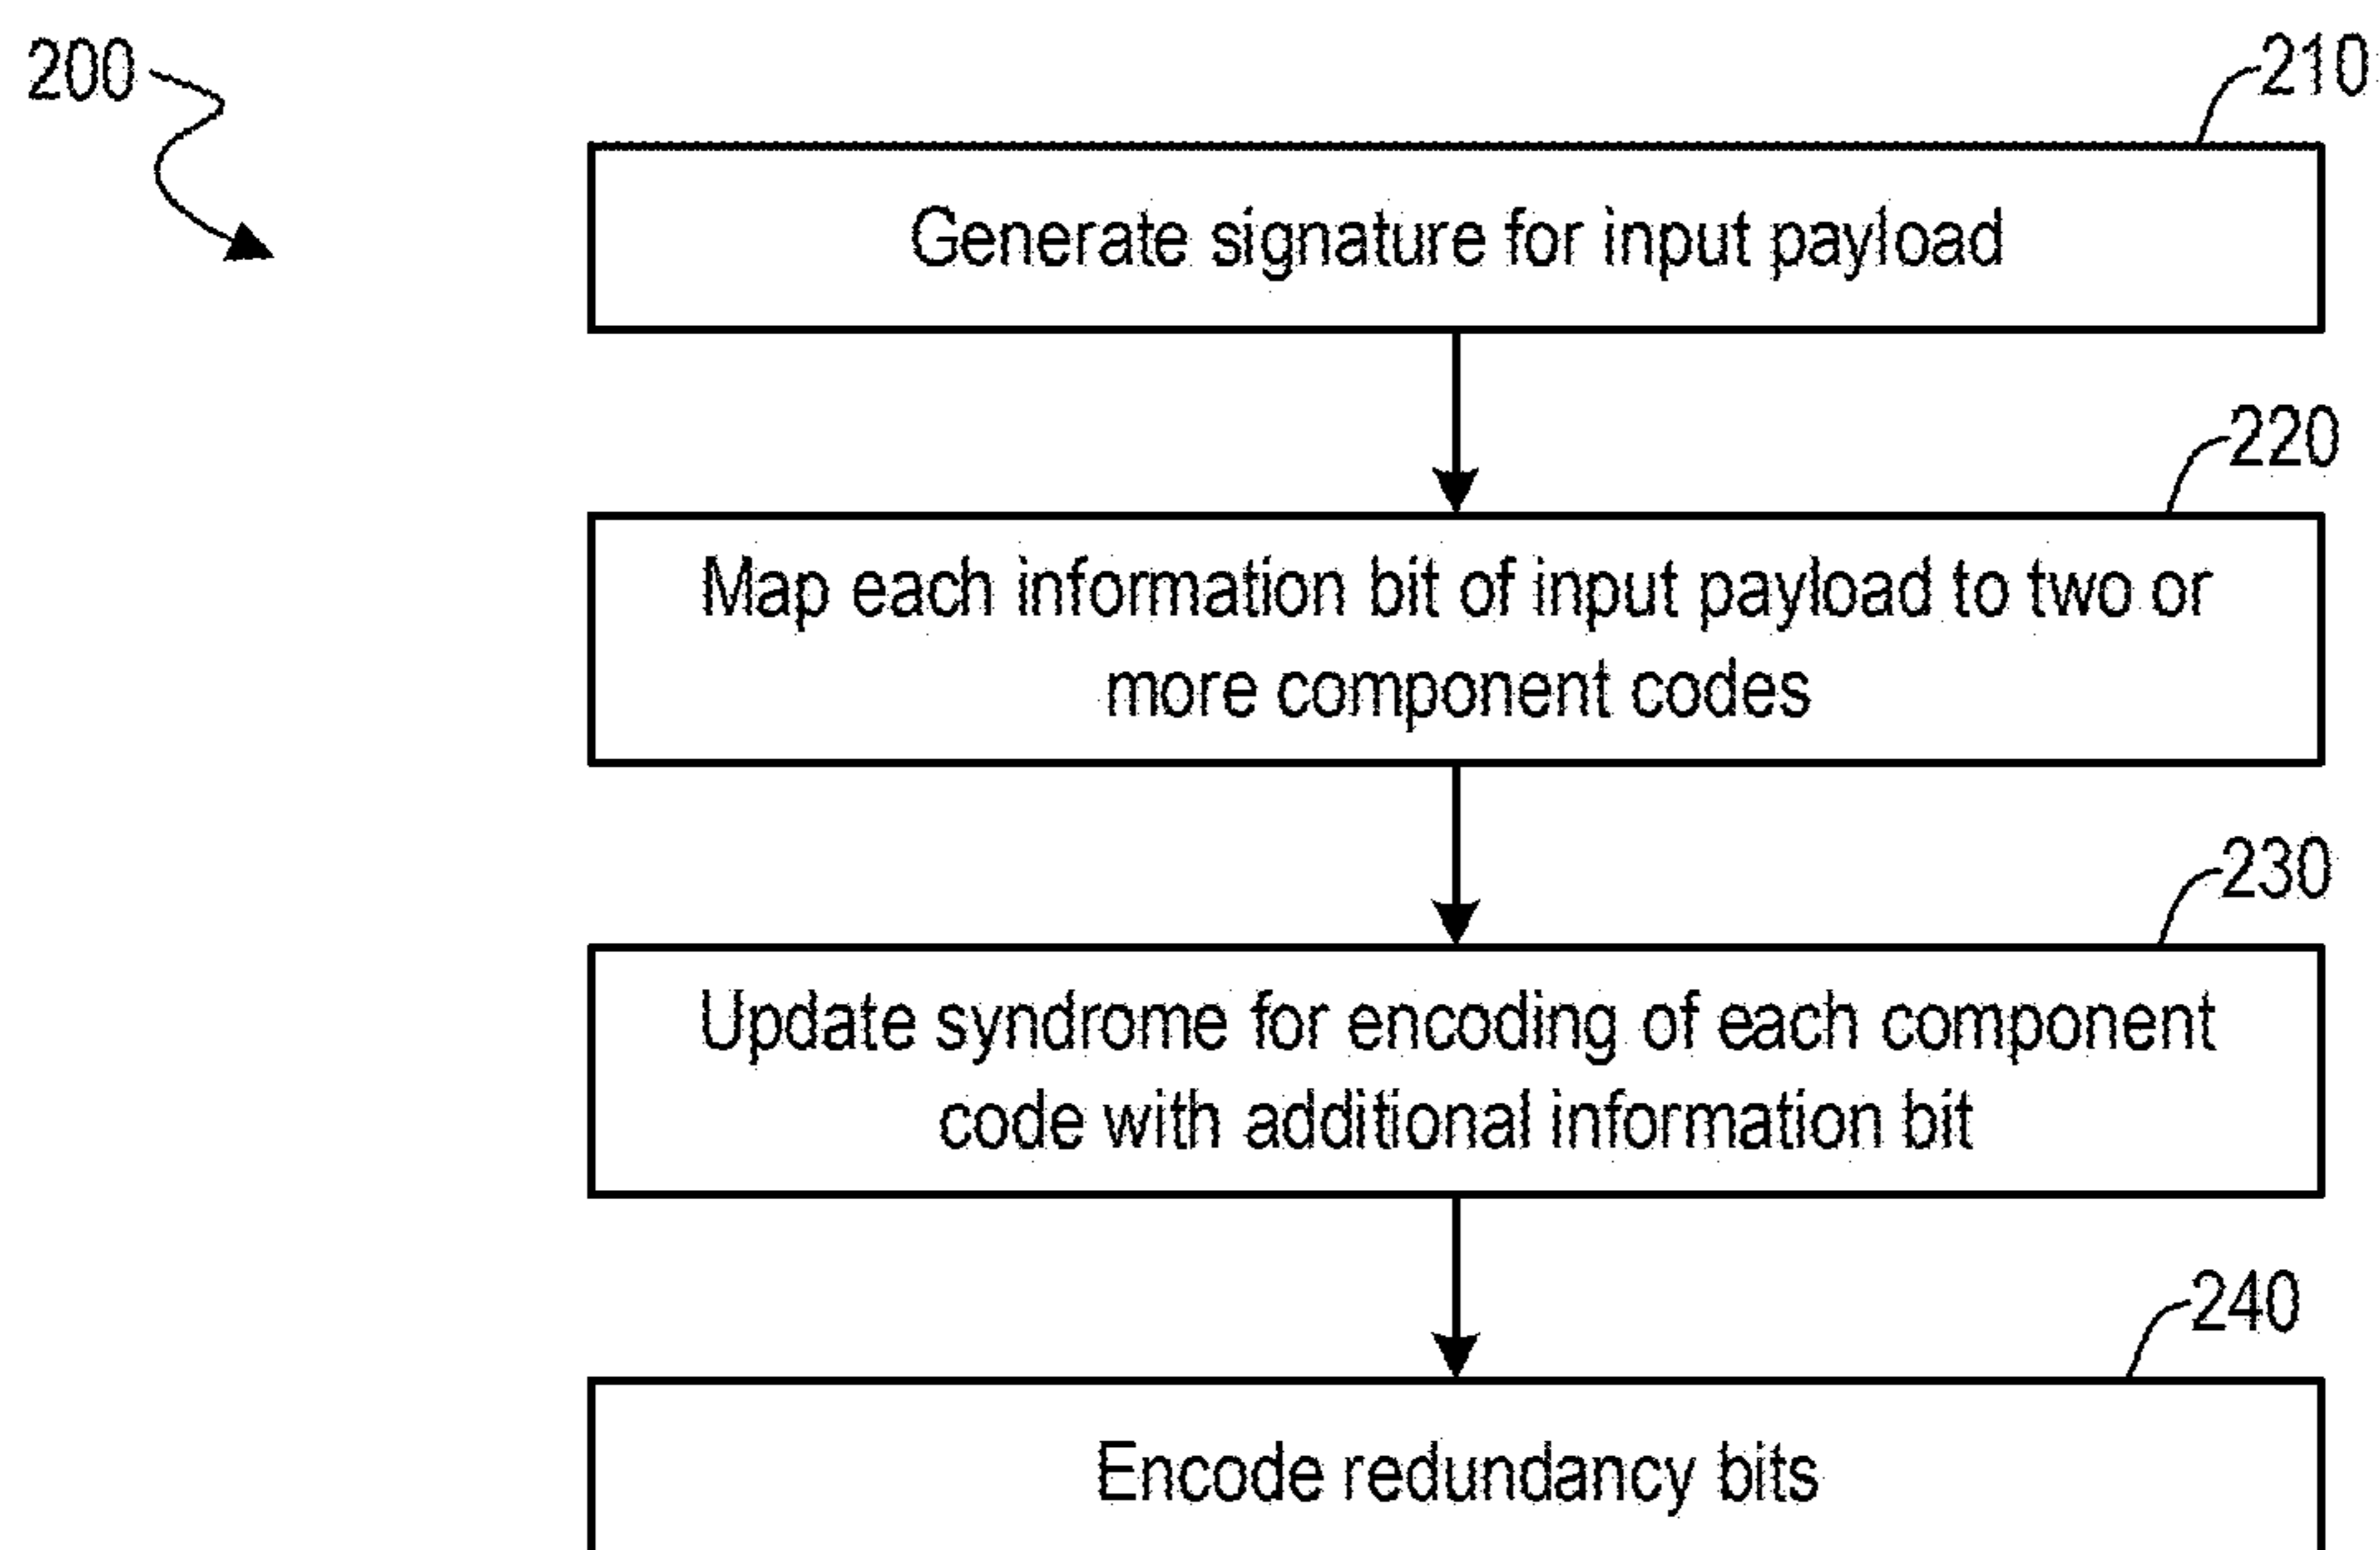 200
210
Generate signature for input payload
220
Map each information bit of input payload to two or
more component codes
230
Update syndrome for encoding of each component
code with additional information bit
240
Encode redundancy bits